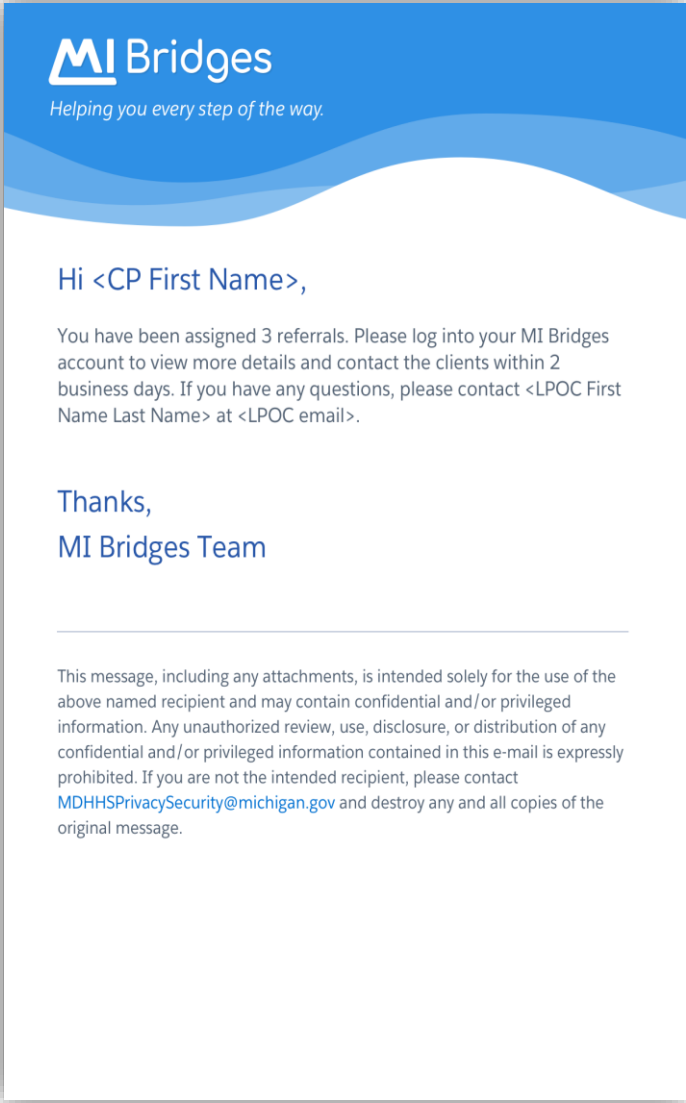 MI Bridges
Helping you every step of the way.
Hi <CP First Name>,
You have been assigned 3 referrals. Please log into your MI Bridges
account to view more details and contact the clients within 2
business days. If you have any questions, please contact <LPOC First
Name Last Name> at <LPOC email>.
Thanks,
MI Bridges Team
This message, including any attachments, is intended solely for the use of the
above named recipient and may contain confidential and/or privileged
information. Any unauthorized review, use, disclosure, or distribution of any
confidential and/or privileged information contained in this e-mail is expressly
prohibited. If you are not the intended recipient, please contact
MDHHSPrivacySecurity@michigan.gov and destroy any and all copies of the
original message.